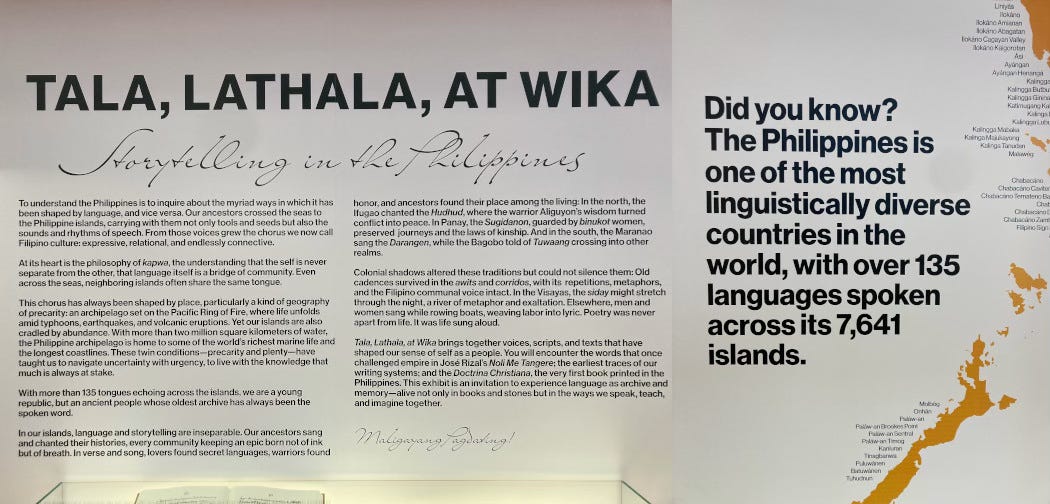 TALA, LATHALA, AT WIKA
Storytelling in the Philippines
To understand the Philippines is to inquire about the myriad ways in which it has
been shaped by language, and vice versa. Our ancestors crossed the seas to
the Philippine islands, carrying with them not only tools and seeds but also the
sounds and rhythms of speech. From those voices grew the chorus we now call
Filipino culture: expressive, relational, and endlessly connective.
At its heart is the philosophy of kapwa, the understanding that the self is never
separate from the other, that language itself is a bridge of community. Even
across the seas, neighboring islands often share the same tongue.
This chorus has always been shaped by place, particularly a kind of geography
of precarity: an archipelago set on the Pacific Ring of Fire, where life unfolds
amid typhoons, earthquakes, and volcanic eruptions. Yet our islands are also
cradled by abundance. With more than two million square kilometers of water,
the Philippine archipelago is home to some of the world's richest marine life and
the longest coastlines. These twin conditions—precarity and plenty—have
taught us to navigate uncertainty with urgency, to live with the knowledge that
much is always at stake.
With more than 135 tongues echoing across the islands, we are a young
republic, but an ancient people whose oldest archive has always been the
spoken word.
In our islands, language and storytelling are inseparable. Our ancestors sang
and chanted their histories, every community keeping an epic born not of ink
but of breath. In verse and song, lovers found secret languages, warriors found
honor, and ancestors found their place among the living: In the north, the
Ifugao chanted the Hudhud, where the warrior Aliguyon's wisdom turned
conflict into peace. In Panay, the Sugidanon, guarded by binukot women,
preserved journeys and the laws of kinship. And in the south, the Maranao
sang the Darangen, while the Bagobo told of Tuwaang crossing into other
realms.
Colonial shadows altered these traditions but could not silence them: Old
cadences survived in the awits and corridos, with its repetitions, metaphors,
and the Filipino communal voice intact. In the Visayas, the siday might stretch
through the night, a river of metaphor and exaltation. Elsewhere, men and
women sang while rowing boats, weaving labor into lyric. Poetry was never
apart from life. It was life sung aloud.
Tala, Lathala, at Wika brings together voices, scripts, and texts that have
shaped our sense of self as a people. You will encounter the words that once
challenged empire in José Rizal's Noli Me Tangere; the earliest traces of our
writing systems; and the Doctrina Christiana, the very first book printed in the
Philippines. This exhibit is an invitation to experience language as archive and
memory—alive not only in books and stones but in the ways we speak, teach,
and imagine together.
Maligayang Pagdating!
Did you know?
The Philippines is
one of the most
linguistically diverse
countries in the
world, with over 135
languages spoken
across its 7,641
islands.
Ilokáno
Ilokáno Amianan
Ilokáno Abagatan
Ilokáno Cagayan Valley
Ilokáno Kaigorotan
Ási
Ayángan
Ayángan Henangá
Kalingga
Kalingga Mabaka
Kalinga Majukayong
Kalinga Tanudan
Malawég
Chabacáno
Chabacáno
Chabacáno
Filipino Sign
Molbog
Onhán
Paláw-an
Paláw-an Brookes Point
Paláw-an Sentral
Paláw-an Timog
Tinagbanwa